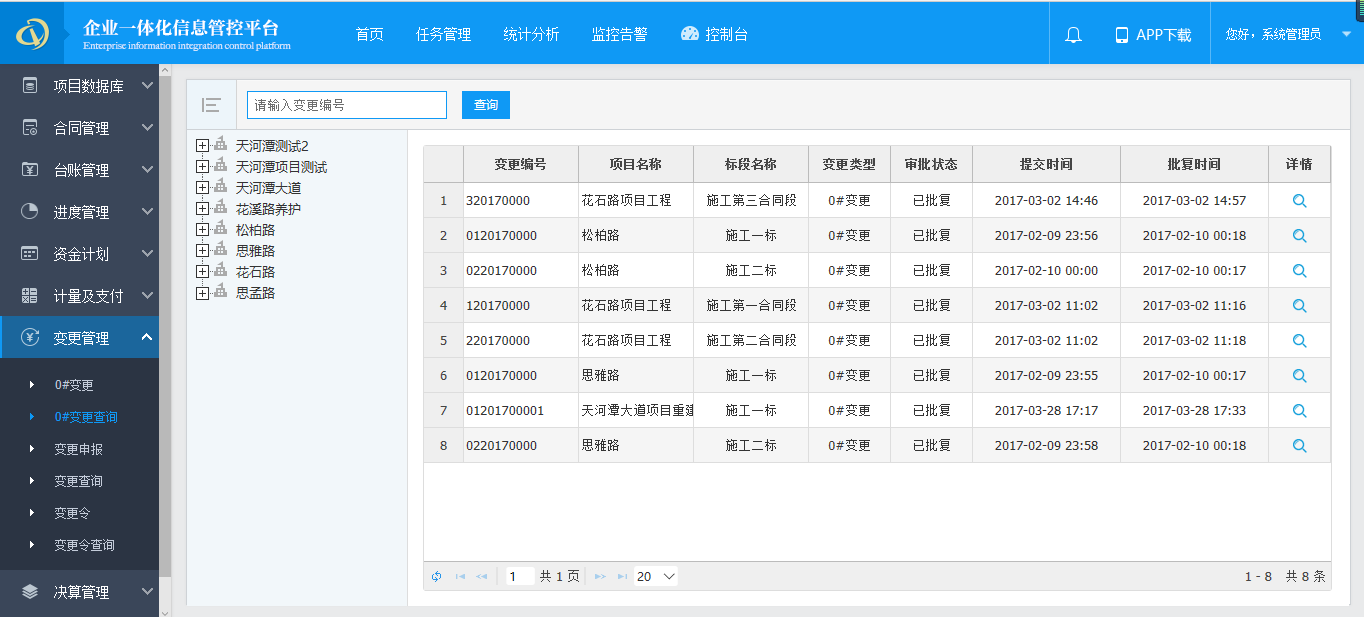 企业一体化信息管控平台
Enterprise information integration control platform
首页 任务管理 统计分析 监控告警 控制台 APP下载 您好，系统管理员
项目数据库
合同管理
台账管理
进度管理
资金计划
计量及支付
变更管理
0#变更
0#变更查询
变更申报
变更查询
变更令
变更令查询
决算管理
请输入变更编号 查询
天河潭测试2
天河潭项目测试
天河潭大道
花溪路养护
松柏路
思雅路
花石路
思孟路
变更编号 项目名称 标段名称 变更类型 审批状态 提交时间 批复时间 详情
1 320170000 花石路项目工程 施工第三合同段 0#变更 已批复 2017-03-02 14:46 2017-03-02 14:57
2 0120170000 松柏路 施工一标 0#变更 已批复 2017-02-09 23:56 2017-02-10 00:18
3 0220170000 松柏路 施工二标 0#变更 已批复 2017-02-10 00:00 2017-02-10 00:17
4 120170000 花石路项目工程 施工第一合同段 0#变更 已批复 2017-03-02 11:02 2017-03-02 11:16
5 220170000 花石路项目工程 施工第二合同段 0#变更 已批复 2017-03-02 11:02 2017-03-02 11:18
6 0120170000 思雅路 施工一标 0#变更 已批复 2017-02-09 23:55 2017-02-10 00:17
7 01201700001 天河潭大道项目重建 施工一标 0#变更 已批复 2017-03-28 17:17 2017-03-28 17:33
8 0220170000 思雅路 施工二标 0#变更 已批复 2017-02-09 23:58 2017-02-10 00:18
1 共 1 页 20 1 - 8 共 8 条